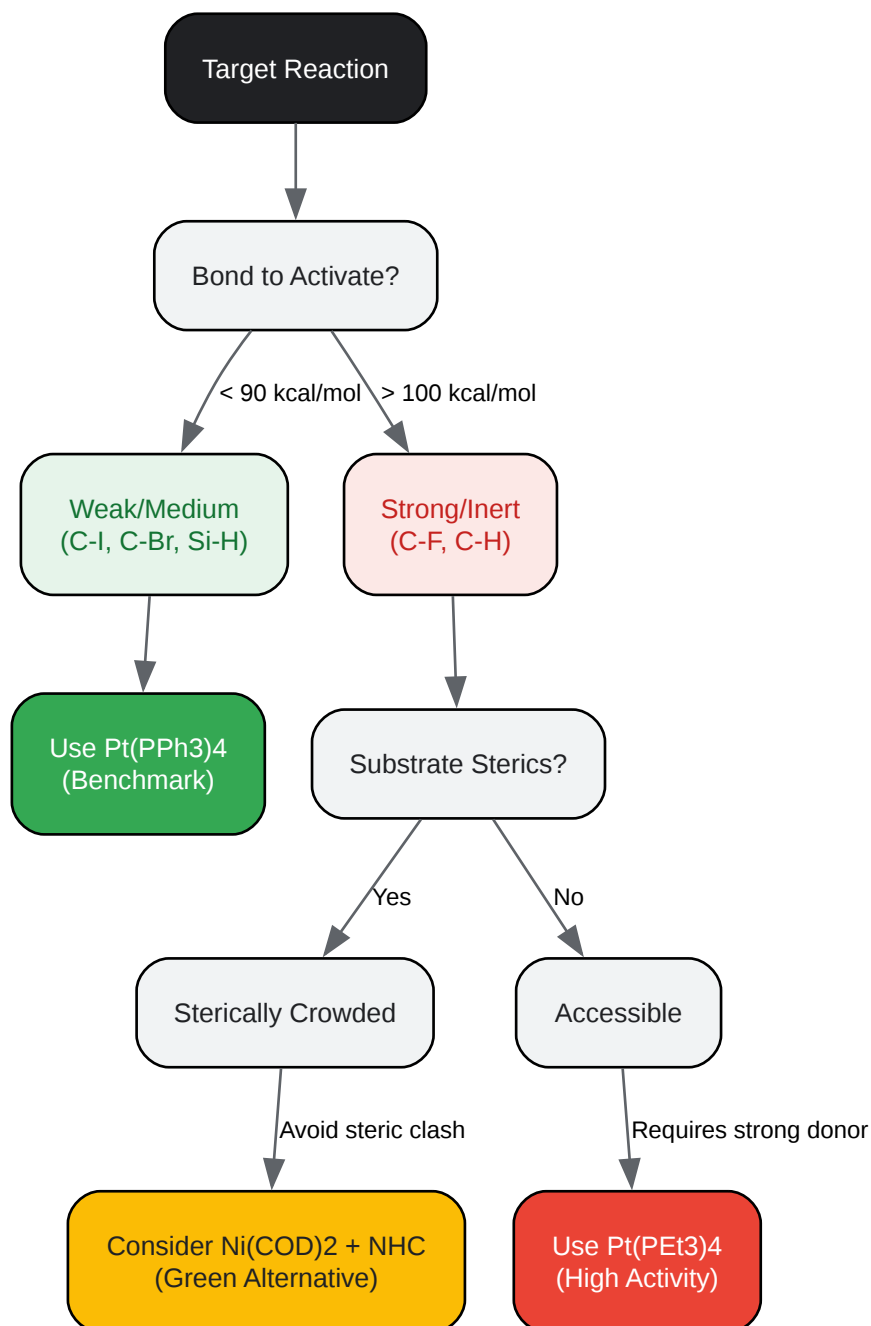 Target Reaction
Bond to Activate?
< 90 kcal/mol
> 100 kcal/mol
Weak/Medium
(C-I, C-Br, Si-H)
Strong/Inert
(C-F, C-H)
Use Pt(PPh3)4
(Benchmark)
Substrate Sterics?
Yes
No
Sterically Crowded
Accessible
Avoid steric clash
Requires strong donor
Consider Ni(COD)2 + NHC
(Green Alternative)
Use Pt(PEt3)4
(High Activity)